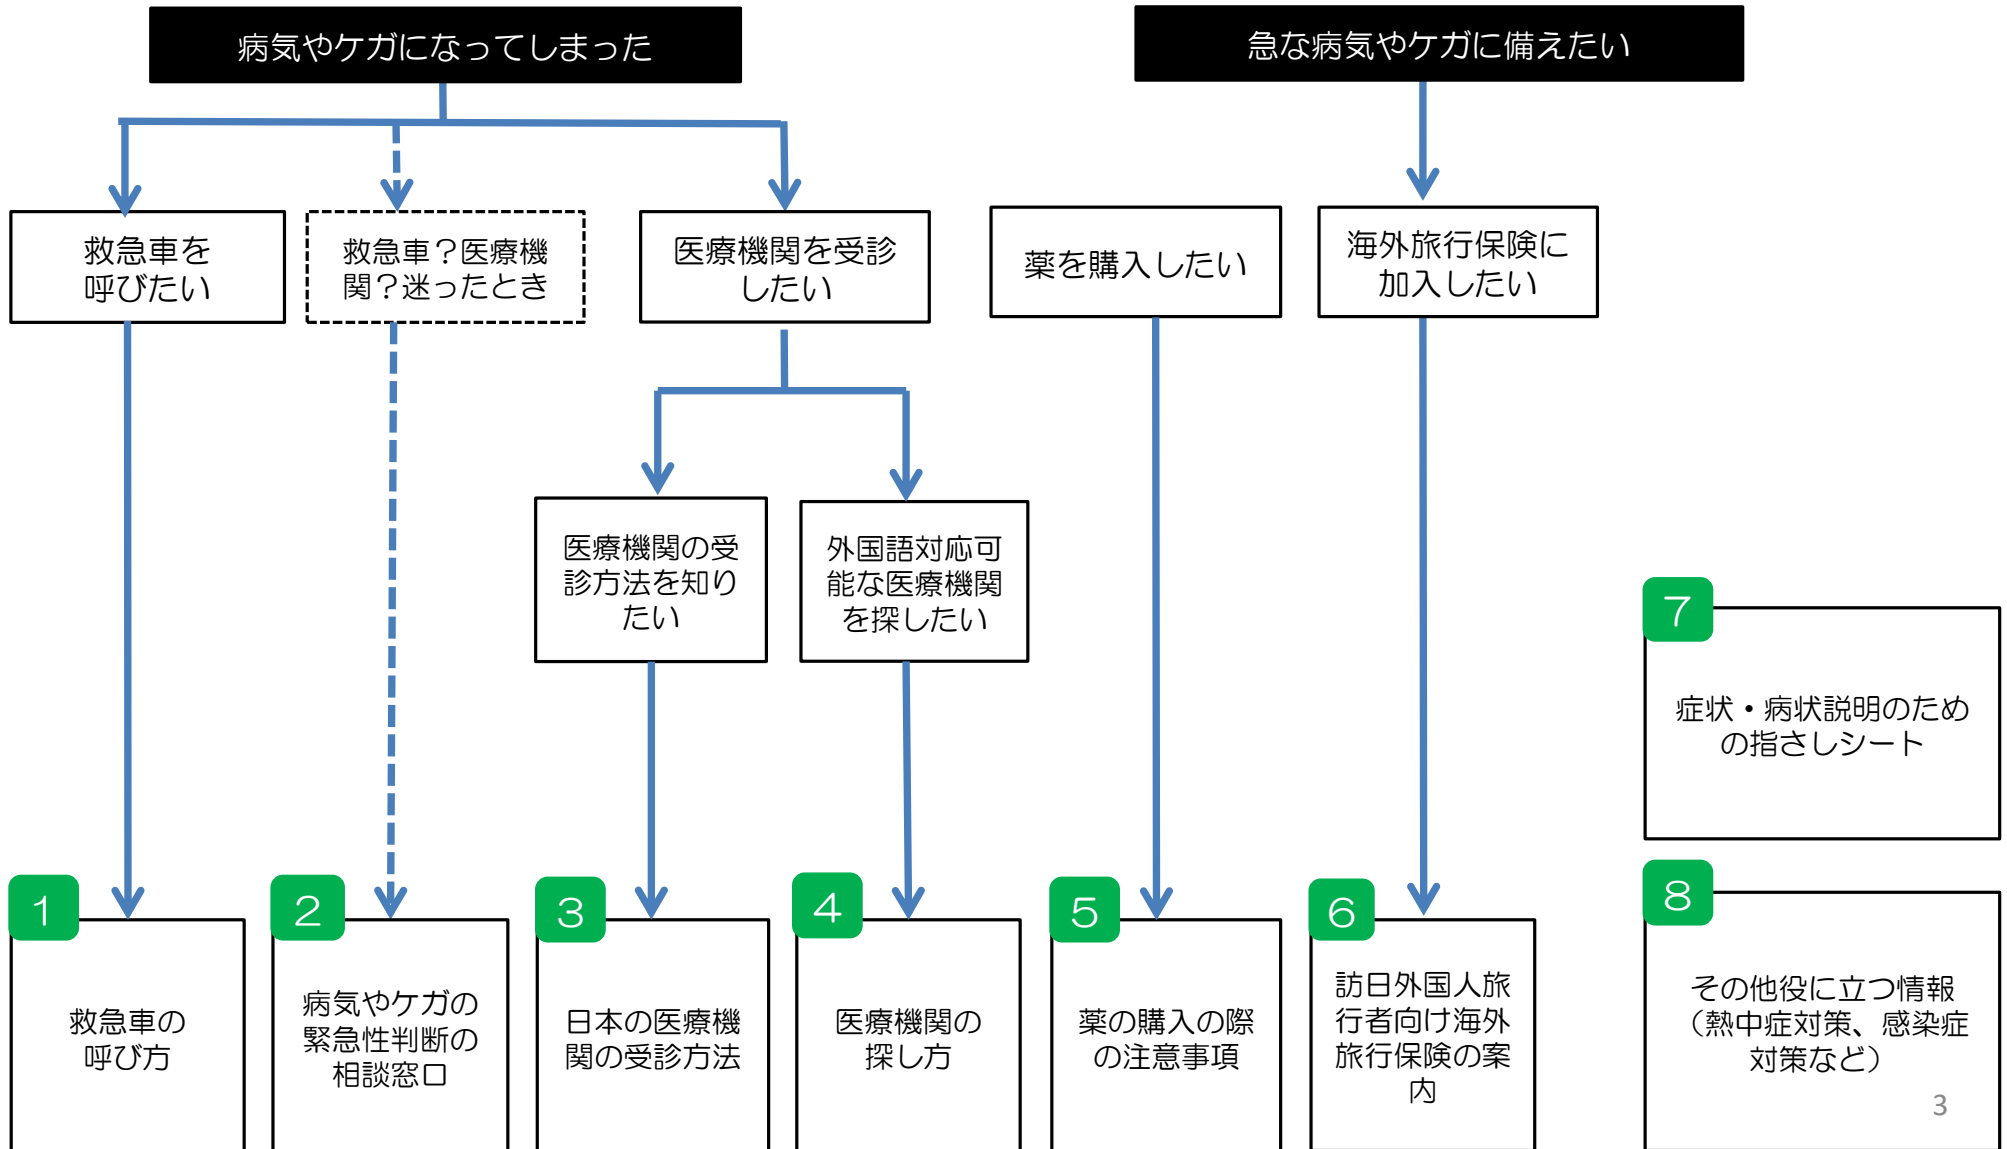 病気やケガになってしまった
急な病気やケガに備えたい
救急車を
呼びたい
救急車？医療機
関？迷ったとき
医療機関を受診
したい
薬を購入したい
海外旅行保険に
加入したい
医療機関の受
診方法を知り
たい
外国語対応可
能な医療機関
を探したい
7
症状・病状説明のため
の指さしシート
1
救急車の
呼び方
2
病気やケガの
緊急性判断の
相談窓口
3
日本の医療機
関の受診方法
4
医療機関の
探し方
5
薬の購入の際
の注意事項
6
訪日外国人旅
行者向け海外
旅行保険の案
内
8
その他役に立つ情報
（熱中症対策、感染症
対策など）
3